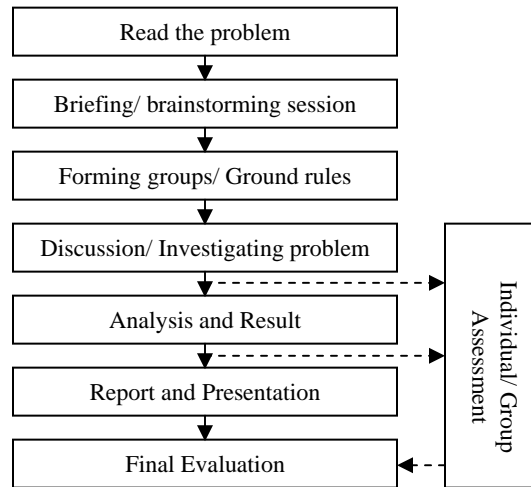 Read the problem
Briefing/ brainstorming session
Forming groups/ Ground rules
Discussion/ Investigating problem
Analysis and Result
Report and Presentation
Final Evaluation
Individual/ Group
Assessment